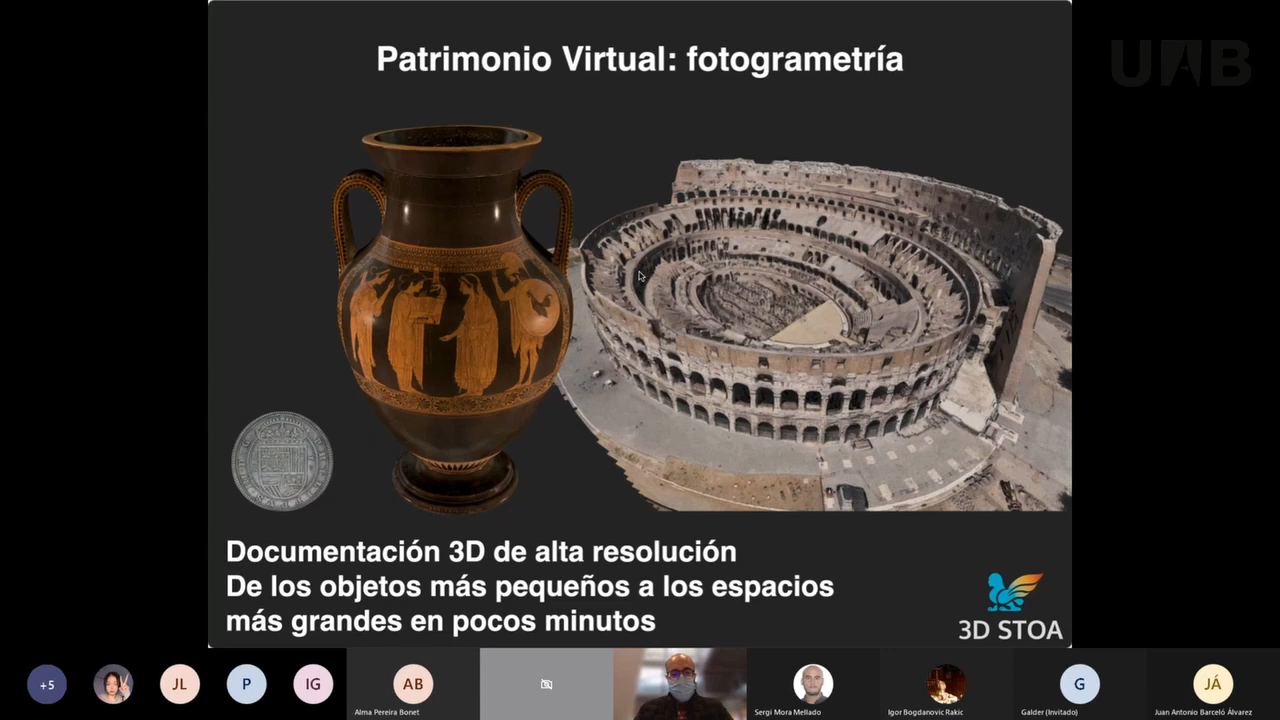 Patrimonio Virtual: fotogrametría
UAB
Documentación 3D de alta resolución
De los objetos más pequeños a los espacios
más grandes en pocos minutos
3D STOA
+5
JL
P
IG
AB
Alma Pereira Bonet
Sergi Mora Mellado
Igor Bogdanovic Rakic
G
Galder (Invitado)
JÁ
Juan Antonio Barceló Álvarez